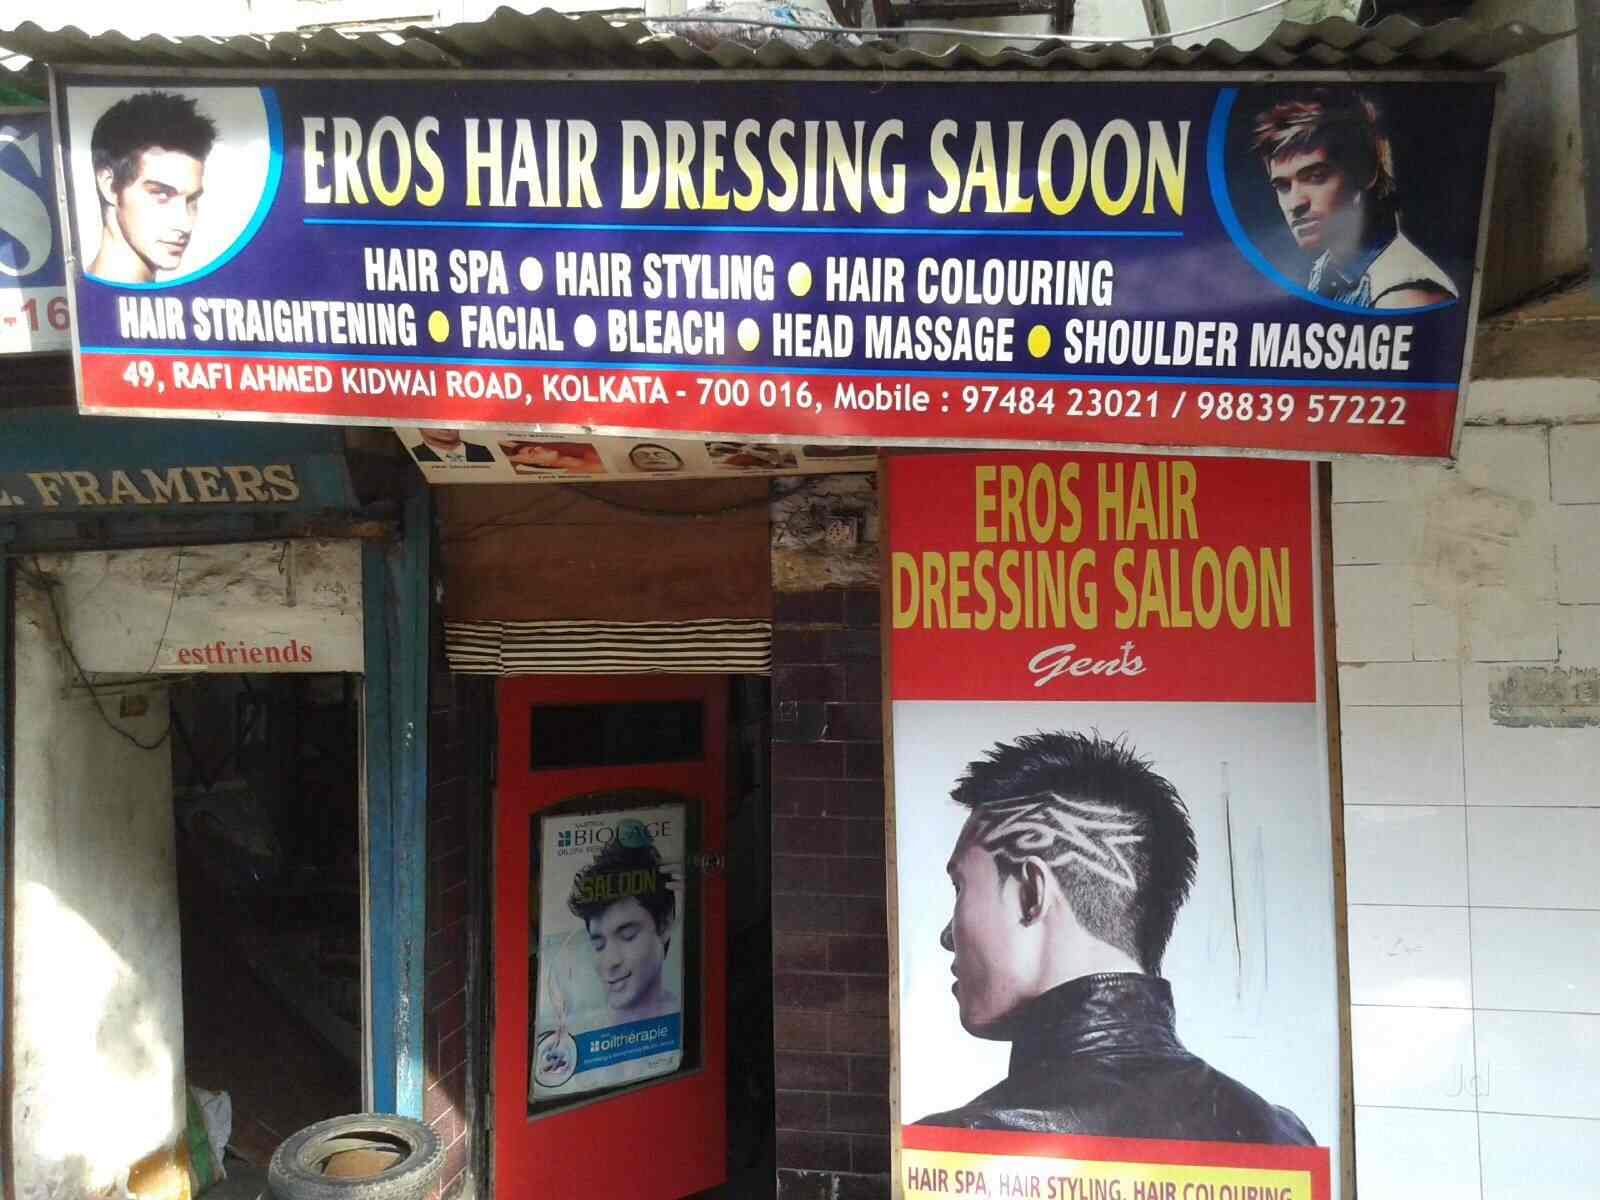 EROS HAIR DRESSING SALOON
HAIR SPA ● HAIR STYLING ● HAIR COLOURING
HAIR STRAIGHTENING ● FACIAL ● BLEACH ● HEAD MASSAGE ● SHOULDER MASSAGE
49, RAFI AHMED KIDWAI ROAD, KOLKATA - 700 016, Mobile : 97484 23021 / 98839 57222
S
-16
FRAMERS
estfriends
EROS HAIR
DRESSING SALOON
Gents
BIOLAGE
SALOON
oilthérapie
HAIR SPA, HAIR STYLING, HAIR COLOURING